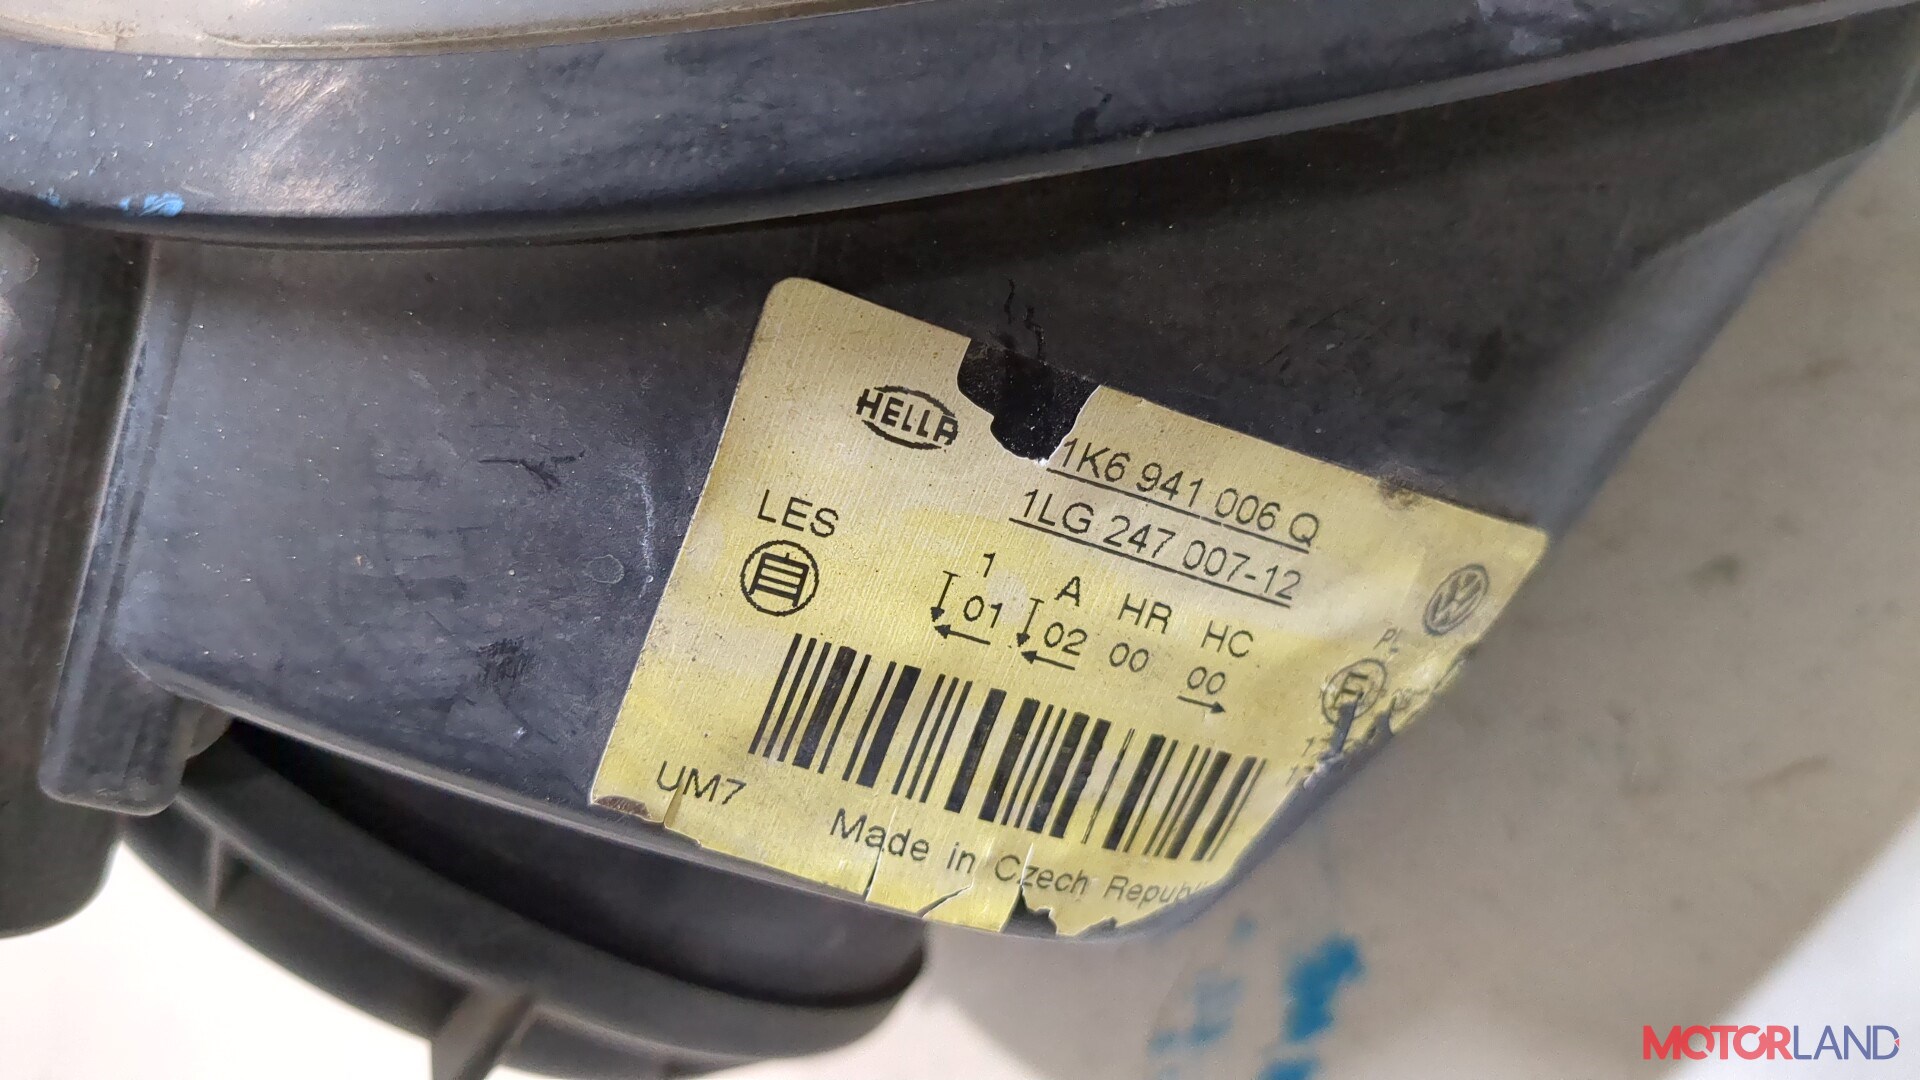 HELLA
1K6 941 006 Q
1LG 247 007-12
LES
1 A HR HC
01 02 00 00
UM7
Made in Czech
MOTORLAND